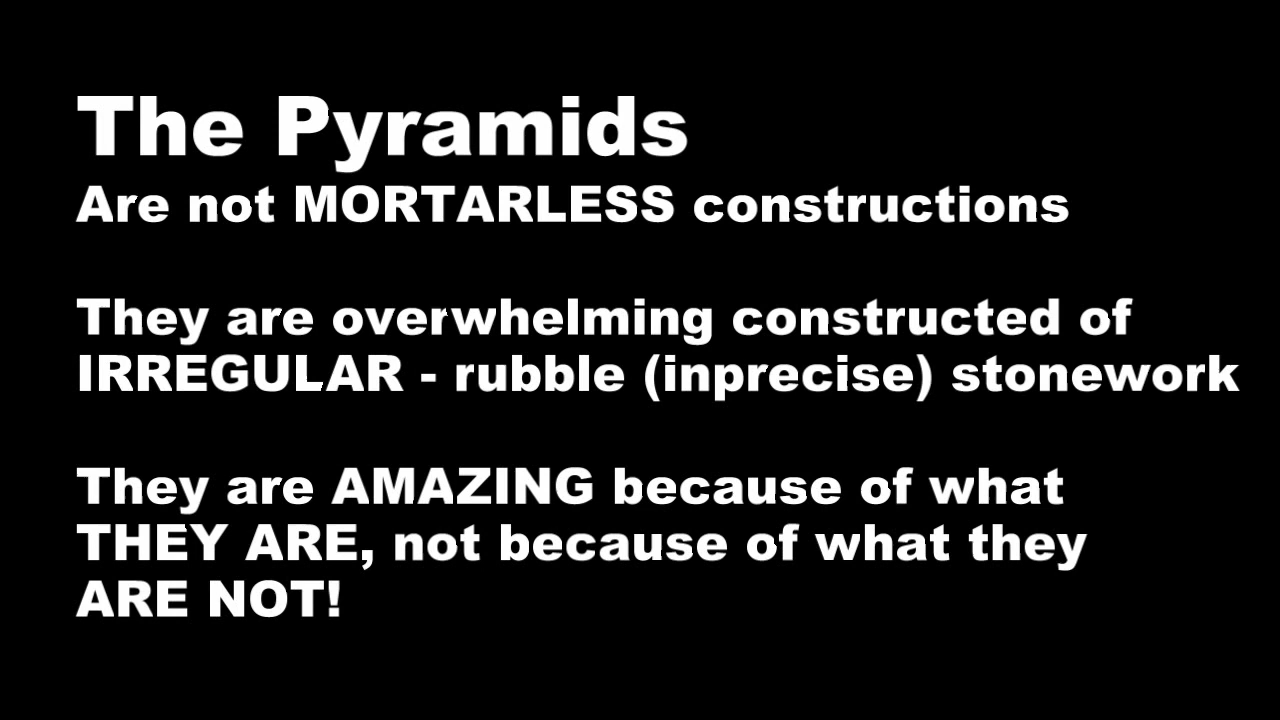 The Pyramids
Are not MORTARLESS constructions
They are overwhelming constructed of
IRREGULAR - rubble (inprecise) stonework
They are AMAZING because of what
THEY ARE, not because of what they
ARE NOT!